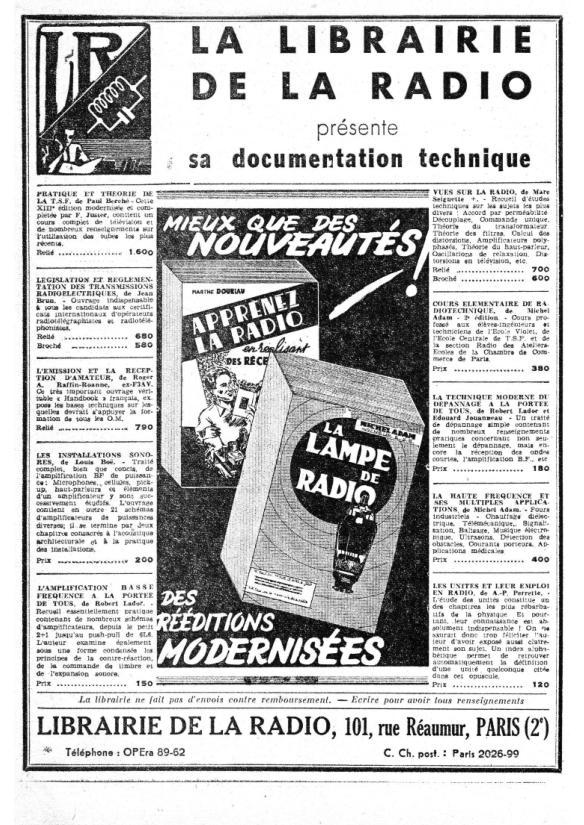 LR
LA LIBRAIRIE
DE LA RADIO
présente
sa documentation technique
PRATIQUE ET THEORIE DE
LA T.S.F. de Paul Berché - Cette
XIIIe édition modernisée et com-
plétée par F. Juster, contient un
cours complet de télévision et
de nombreux renseignements sur
l'utilisation des tubes les plus
récents.
Relié ........ 1.600
LEGISLATION ET REGLEMEN-
TATION DES TRANSMISSIONS
RADIOELECTRIQUES, de Jean
Brun. - Ouvrage indispensable
à tous les candidats aux certifi-
cats internationaux d'opérateurs
radiotélégraphistes et radiotélé-
phonistes.
Relié ........ 680
Broché ........ 580
L'EMISSION ET LA RECEP-
TION D'AMATEUR, de Roger
A. Raffin-Roanne, ex-F3AV.
Ce très important ouvrage véri-
table « Handbook » français, ex-
pose les bases techniques sur les-
quelles devrait s'appuyer la for-
mation de tous les O.M.
Relié ........ 790
LES INSTALLATIONS SONO-
RES, de Louis Boë. - Traité
complet, bien que concis, de
l'amplification BF de puissan-
ce : Microphones, cellules, pick-
up, haut-parleurs et éléments
d'un amplificateur y sont suc-
cessivement étudiés. L'ouvrage
contient en outre 21 schémas
d'amplificateurs de puissances
diverses; il se termine par deux
chapitres consacrés à l'acoustique
architecturale et à la pratique
des installations.
Prix ........ 200
L'AMPLIFICATION BASSE
FREQUENCE A LA PORTEE
DE TOUS, de Robert Lador. -
Recueil essentiellement pratique
contenant de nombreux schémas
d'amplificateurs, depuis le petit
2+1 jusqu'au push-pull de 6L6.
L'auteur examine également
sous une forme condensée les
principes de la contre-réaction,
de la commande de timbre et
de l'expansion sonore.
Prix ........ 150
MIEUX QUE DES
NOUVEAUTÉS !
MARTHE DOURIAU
APPRENEZ
LA RADIO
en réalisant
DES RÉCE
MICHEL ADAM
LA
LAMPE
DE
RADIO
DES
RÉÉDITIONS
MODERNISÉES
VUES SUR LA RADIO, de Marc
Seignette +. - Recueil d'études
techniques sur les sujets les plus
divers : Accord par perméabilité
Découplage, Commande unique,
Théorie du transformateur
Théorie des filtres, Calcul des
distorsions, Amplificateurs poly-
phasés, Théorie du haut-parleur,
Oscillations de relaxation, Dis-
torsions en télévision, etc.
Relié ........ 700
Broché ........ 600
COURS ELEMENTAIRE DE RA-
DIOTECHNIQUE, de Michel
Adam - 2e édition. - Cours pro-
fessé aux élèves-ingénieurs et
techniciens de l'Ecole Violet, de
l'Ecole Centrale de T.S.F. et de
la section Radio des Ateliers-
Ecoles de la Chambre de Com-
merce de Paris
Prix ........ 380
LA TECHNIQUE MODERNE DU
DEPANNAGE A LA PORTEE
DE TOUS, de Robert Lador et
Edouard Jouanneau - Un traité
de dépannage simple contenant
de nombreux renseignements
pratiques concernant non seu-
lement le dépannage, mais en-
core la réception des ondes
courtes, l'amplification B.F., etc
Prix ........ 180
LA HAUTE FREQUENCE ET
SES MULTIPLES APPLICA-
TIONS, de Michel Adam. - Fours
industriels - Chauffage diélec-
trique, Télémécanique, Signali-
sation, Balisage, Musique électro-
nique, Ultrasons, Détection des
obstacles, Courants porteurs, Ap-
plications médicales
Prix ........ 400
LES UNITES ET LEUR EMPLOI
EN RADIO, de A.-P. Perrette. -
L'étude des unités constitue un
des chapitres les plus rébarba-
tifs de la physique. Et pour-
tant, leur connaissance est ab-
solument indispensable ! On ne
saurait donc trop féliciter l'au-
teur d'avoir exposé aussi claire-
ment son sujet. Un index alpha-
bétique permet de retrouver
automatiquement la définition
d'une unité quelconque citée
dans cet opuscule.
Prix ........ 120
La librairie ne fait pas d'envois contre remboursement. — Ecrire pour avoir tous renseignements
LIBRAIRIE DE LA RADIO, 101, rue Réaumur, PARIS (2e)
Téléphone : OPEra 89-62 C. Ch. post. : Paris 2026-99